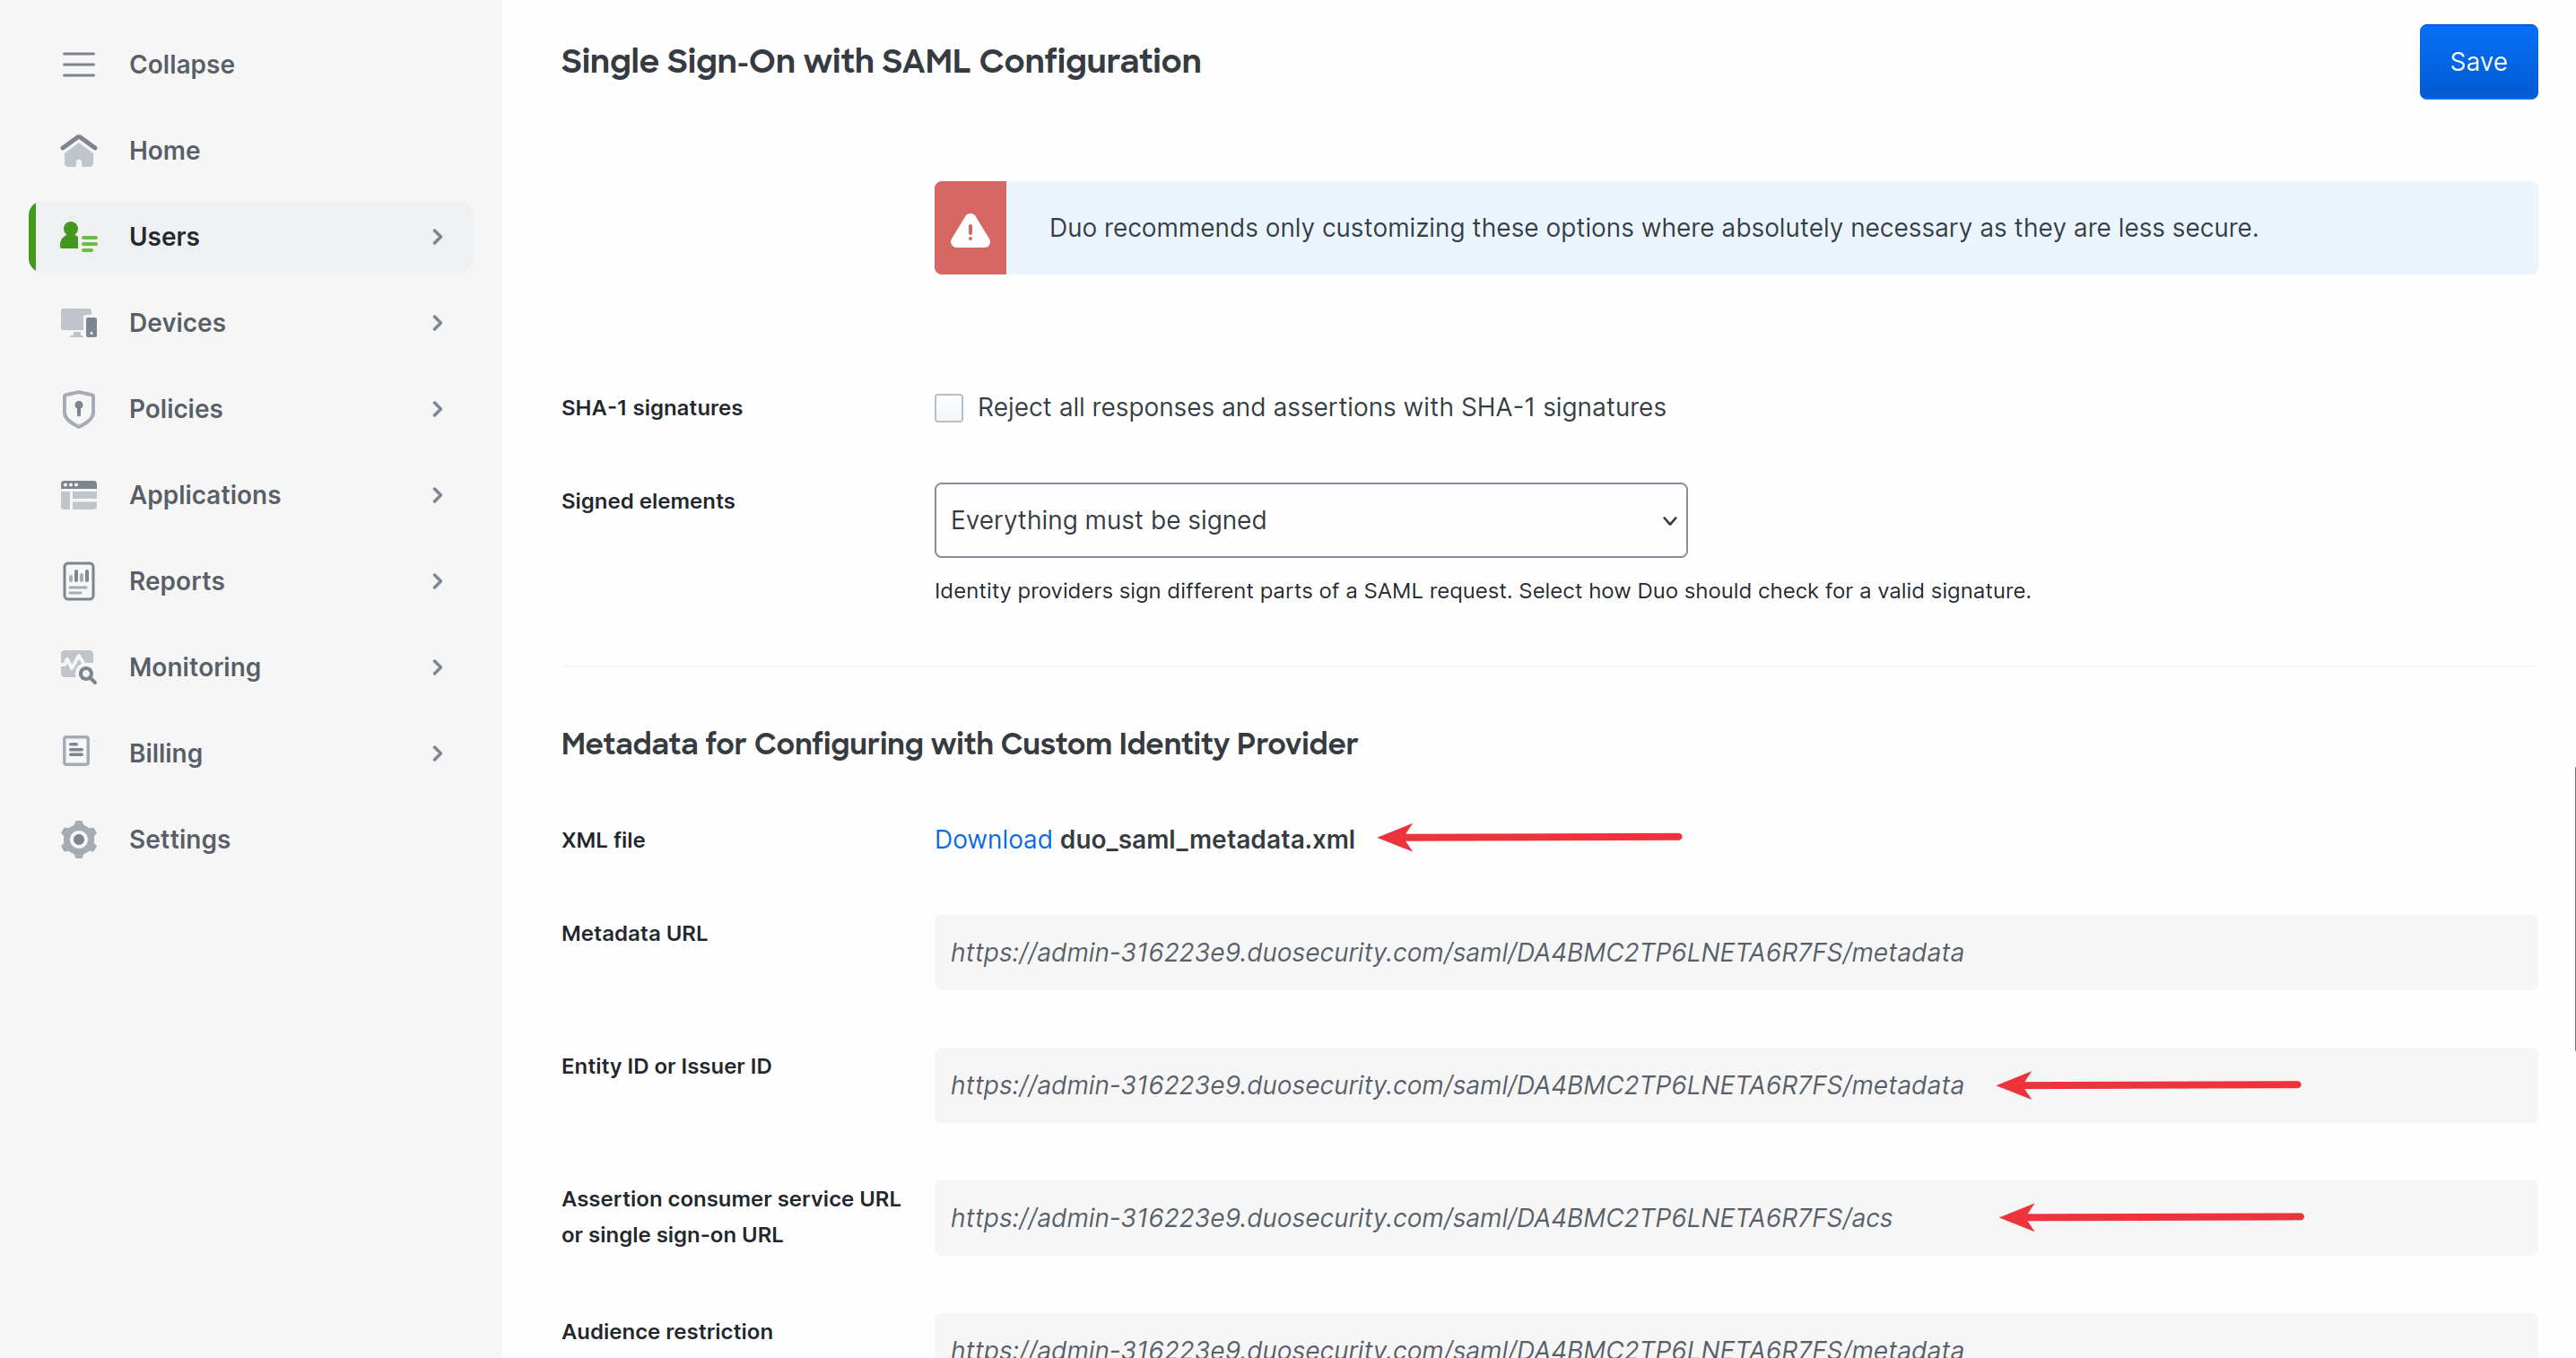 Collapse
Home
Users
Devices
Policies
Applications
Reports
Monitoring
Billing
Settings
Single Sign-On with SAML Configuration
Save
Duo recommends only customizing these options where absolutely necessary as they are less secure.
SHA-1 signatures
Reject all responses and assertions with SHA-1 signatures
Signed elements
Everything must be signed
Identity providers sign different parts of a SAML request. Select how Duo should check for a valid signature.
Metadata for Configuring with Custom Identity Provider
XML file
Download duo_saml_metadata.xml
Metadata URL
https://admin-316223e9.duosecurity.com/saml/DA4BMC2TP6LNETA6R7FS/metadata
Entity ID or Issuer ID
https://admin-316223e9.duosecurity.com/saml/DA4BMC2TP6LNETA6R7FS/metadata
Assertion consumer service URL
or single sign-on URL
https://admin-316223e9.duosecurity.com/saml/DA4BMC2TP6LNETA6R7FS/acs
Audience restriction
https://admin-316223e9.duosecurity.com/saml/DA4BMC2TP6LNETA6R7FS/metadata